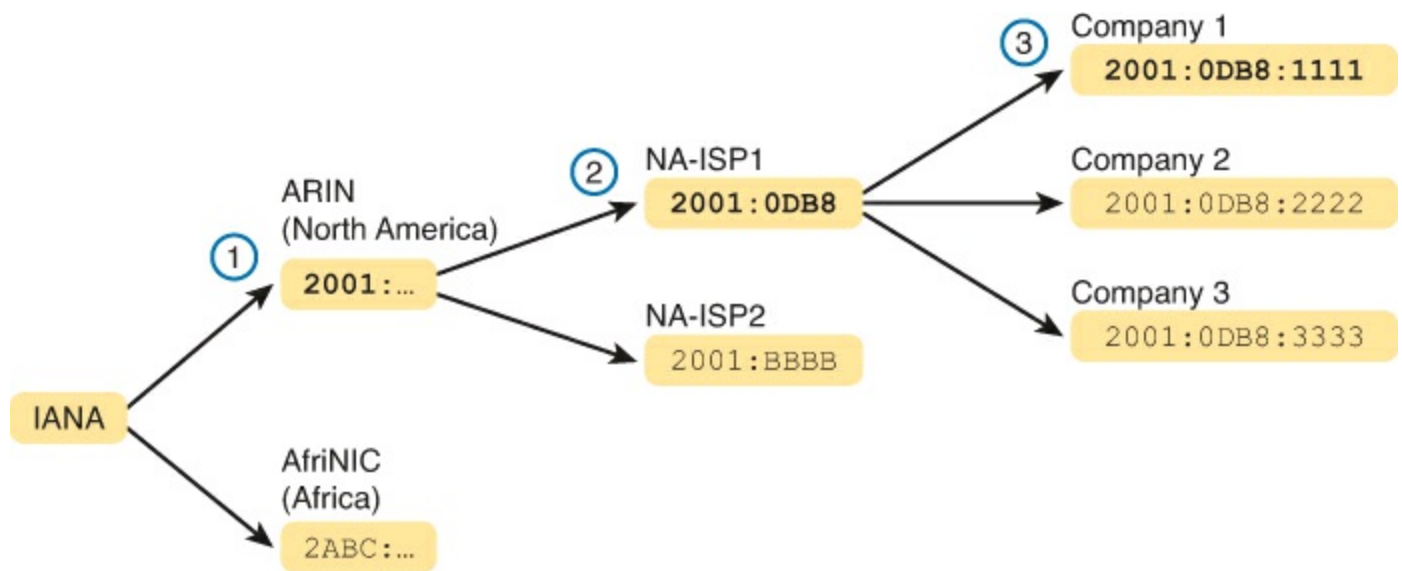 IANA
1
ARIN
(North America)
2001:…
AfriNIC
(Africa)
2ABC:…
2
NA-ISP1
2001:0DB8
NA-ISP2
2001:BBBB
3
Company 1
2001:0DB8:1111
Company 2
2001:0DB8:2222
Company 3
2001:0DB8:3333